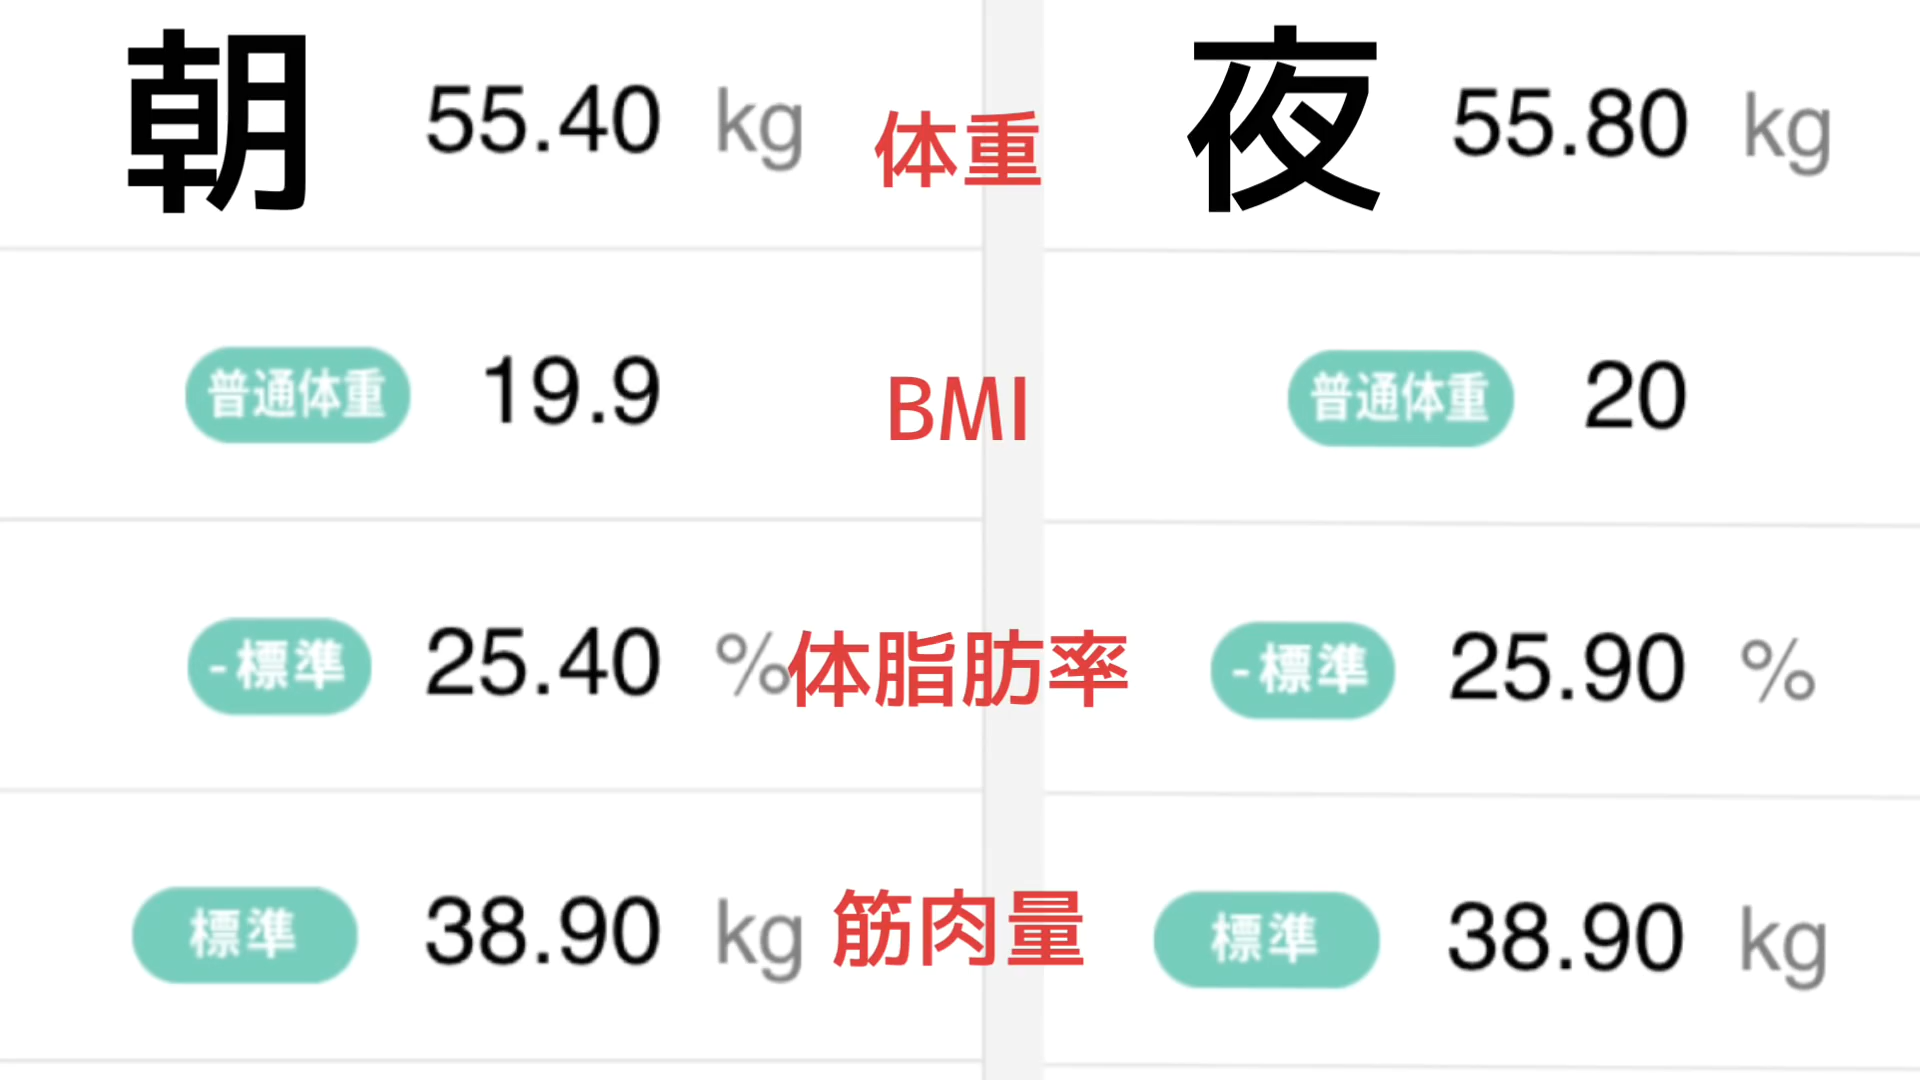 朝 55.40 kg 体重 夜 55.80 kg
普通体重 19.9 BMI 普通体重 20
-標準 25.40 % 体脂肪率 -標準 25.90 %
標準 38.90 kg 筋肉量 標準 38.90 kg